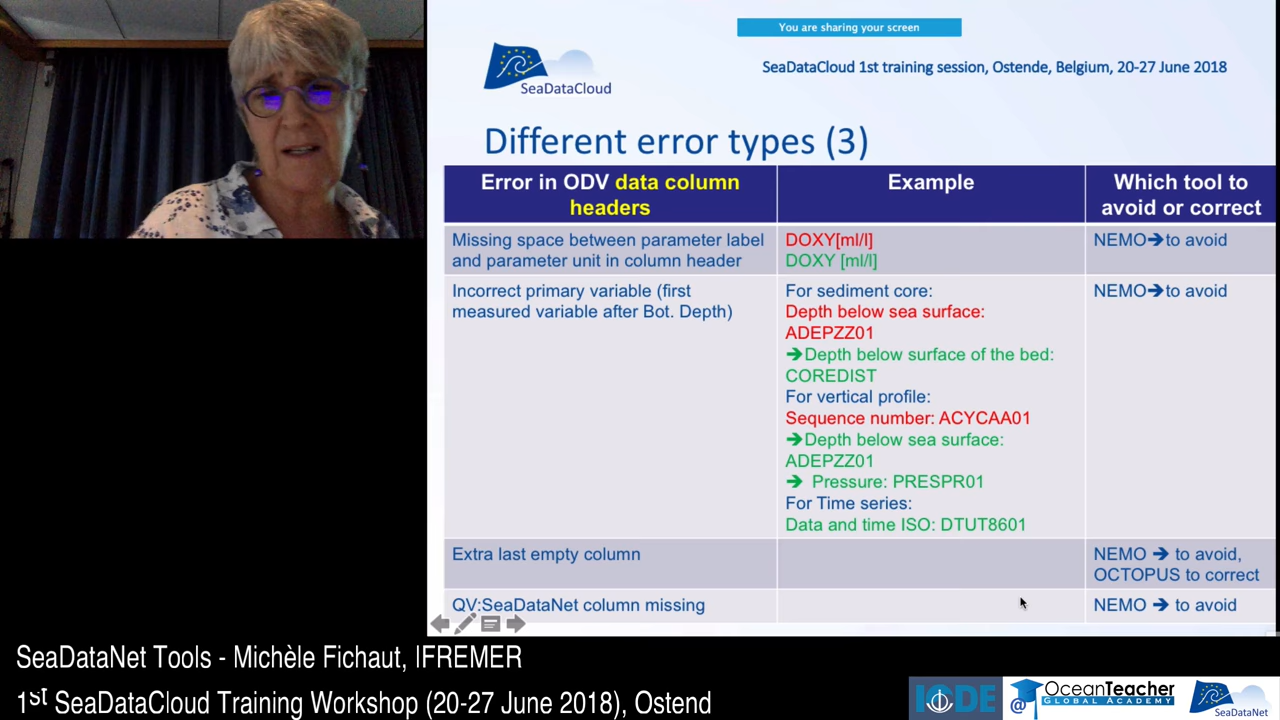 You are sharing your screen
SeaDataCloud
SeaDataCloud 1st training session, Ostende, Belgium, 20-27 June 2018
Different error types (3)
Error in ODV data column
headers
Example
Which tool to
avoid or correct
Missing space between parameter label
and parameter unit in column header
DOXY[ml/l]
DOXY [ml/l]
NEMO➔to avoid
Incorrect primary variable (first
measured variable after Bot. Depth)
For sediment core:
Depth below sea surface:
ADEPZZ01
➔Depth below surface of the bed:
COREDIST
For vertical profile:
Sequence number: ACYCAA01
➔Depth below sea surface:
ADEPZZ01
➔ Pressure: PRESPR01
For Time series:
Data and time ISO: DTUT8601
NEMO➔to avoid
Extra last empty column
NEMO ➔ to avoid,
OCTOPUS to correct
QV:SeaDataNet column missing
NEMO ➔ to avoid
SeaDataNet Tools - Michèle Fichaut, IFREMER
1st SeaDataCloud Training Workshop (20-27 June 2018), Ostend
IODE
@ OceanTeacher
GLOBAL ACADEMY
SeaDataNet